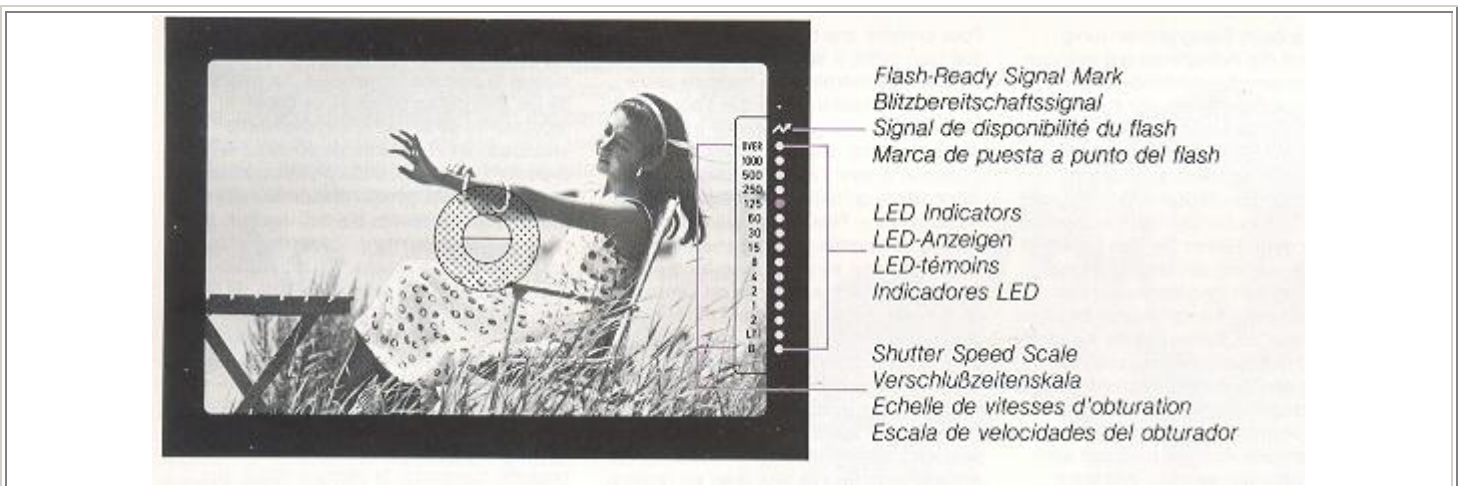 Flash-Ready Signal Mark
Blitzbereitschaftssignal
Signal de disponibilité du flash
Marca de puesta a punto del flash
OVER
1000
500
250
125
60
30
15
8
4
2
1
2
LT
B
LED Indicators
LED-Anzeigen
LED-témoins
Indicadores LED
Shutter Speed Scale
Verschlußzeitenskala
Echelle de vitesses d'obturation
Escala de velocidades del obturador